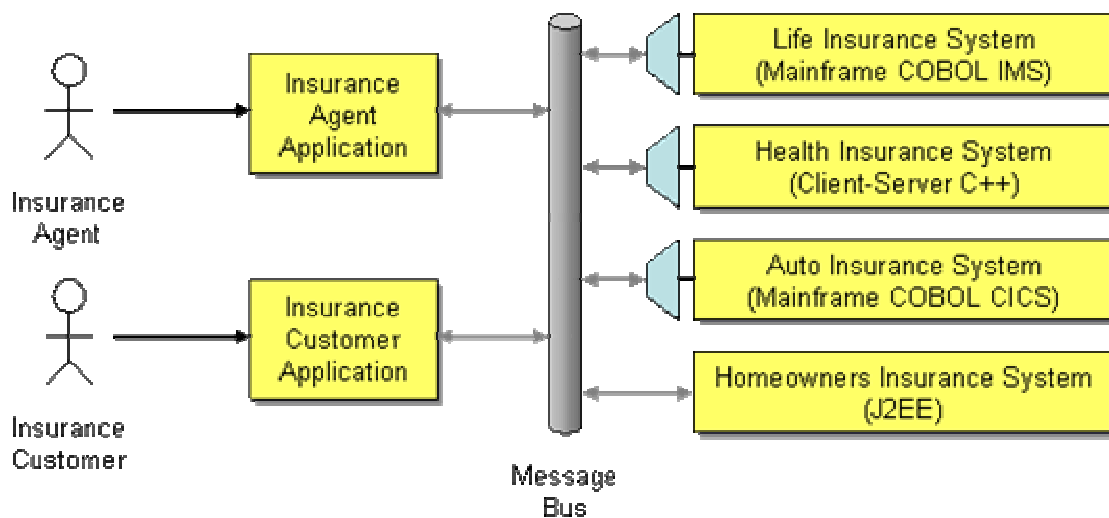 Insurance
Agent
Insurance
Agent
Application
Insurance
Customer
Insurance
Customer
Application
Message
Bus
Life Insurance System
(Mainframe COBOL IMS)
Health Insurance System
(Client-Server C++)
Auto Insurance System
(Mainframe COBOL CICS)
Homeowners Insurance System
(J2EE)